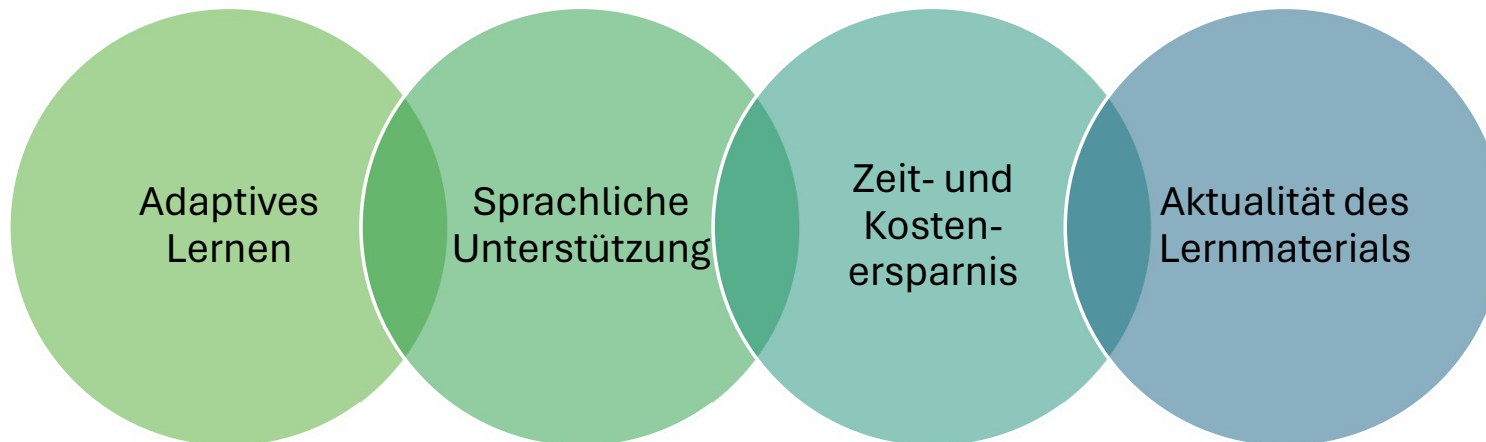 Adaptives
Lernen
Sprachliche
Unterstützung
Zeit- und
Kosten-
ersparnis
Aktualität des
Lernmaterials